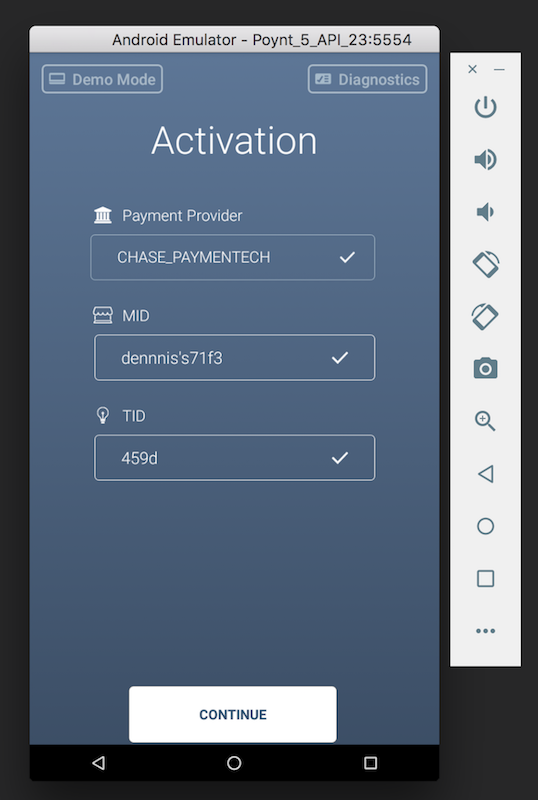 Android Emulator - Poynt_5_API_23:5554
Demo Mode
Diagnostics
Activation
Payment Provider
CHASE_PAYMENTECH
MID
dennnis's71f3
TID
459d
CONTINUE